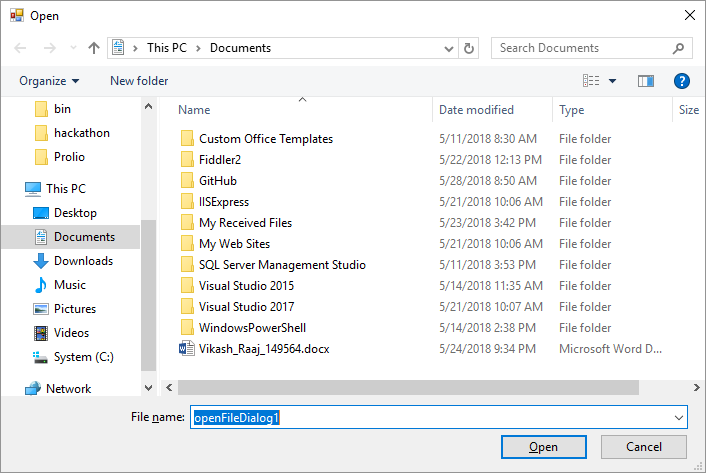 Open
This PC > Documents
Search Documents
Organize
New folder
?
bin
hackathon
Prolio
This PC
Desktop
Documents
Downloads
Music
Pictures
Videos
System (C:)
Network
Name Date modified Type Size
Custom Office Templates 5/11/2018 8:30 AM File folder
Fiddler2 5/22/2018 12:13 PM File folder
GitHub 5/28/2018 8:50 AM File folder
IISExpress 5/21/2018 10:06 AM File folder
My Received Files 5/23/2018 3:42 PM File folder
My Web Sites 5/21/2018 10:06 AM File folder
SQL Server Management Studio 5/11/2018 3:53 PM File folder
Visual Studio 2015 5/14/2018 11:35 AM File folder
Visual Studio 2017 5/21/2018 10:07 AM File folder
WindowsPowerShell 5/14/2018 2:38 PM File folder
Vikash_Raaj_149564.docx 5/24/2018 9:34 PM Microsoft Word D...
File name: openFileDialog1
Open Cancel